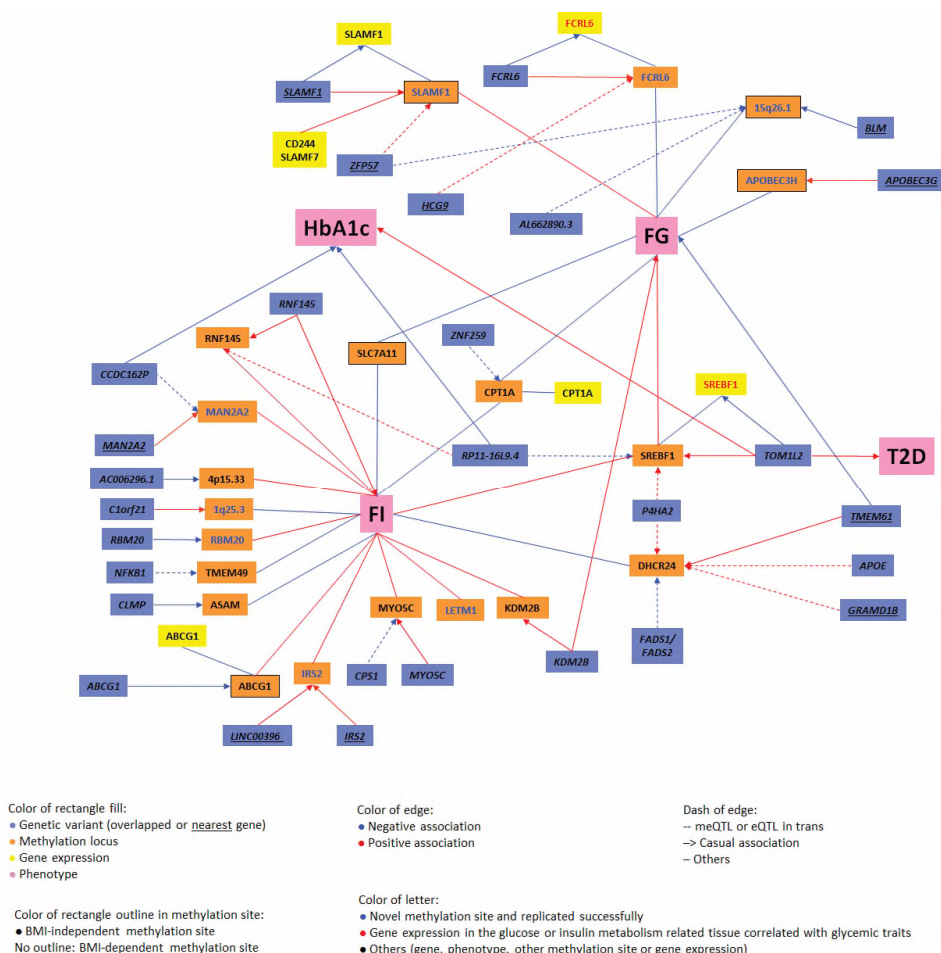 SLAMF1
FCRL6
SLAMF1
SLAMF1
FCRL6
FCRL6
15q26.1
BLM
CD244
SLAMF7
ZFP57
HCG9
AL662890.3
APOBEC3H
APOBEC3G
HbA1c
FG
RNF145
RNF145
SLC7A11
ZNF259
CCDC162P
CPT1A
CPT1A
SREBF1
MAN2A2
MAN2A2
RP11-16L9.4
SREBF1
TOM1L2
T2D
AC006296.1
4p15.33
C1orf21
1q25.3
FI
P4HA2
TMEM61
RBM20
RBM20
NFKB1
TMEM49
DHCR24
APOE
CLMP
ASAM
MYO5C
LETM1
KDM2B
GRAMD1B
ABCG1
FADS1/
FADS2
ABCG1
ABCG1
IRS2
CPS1
MYO5C
KDM2B
LINC00396
IRS2
Color of rectangle fill:
● Genetic variant (overlapped or nearest gene)
● Methylation locus
● Gene expression
● Phenotype
Color of edge:
● Negative association
● Positive association
Dash of edge:
-- meQTL or eQTL in trans
–> Casual association
– Others
Color of rectangle outline in methylation site:
● BMI-independent methylation site
No outline: BMI-dependent methylation site
Color of letter:
● Novel methylation site and replicated successfully
● Gene expression in the glucose or insulin metabolism related tissue correlated with glycemic traits
● Others (gene, phenotype, other methylation site or gene expression)